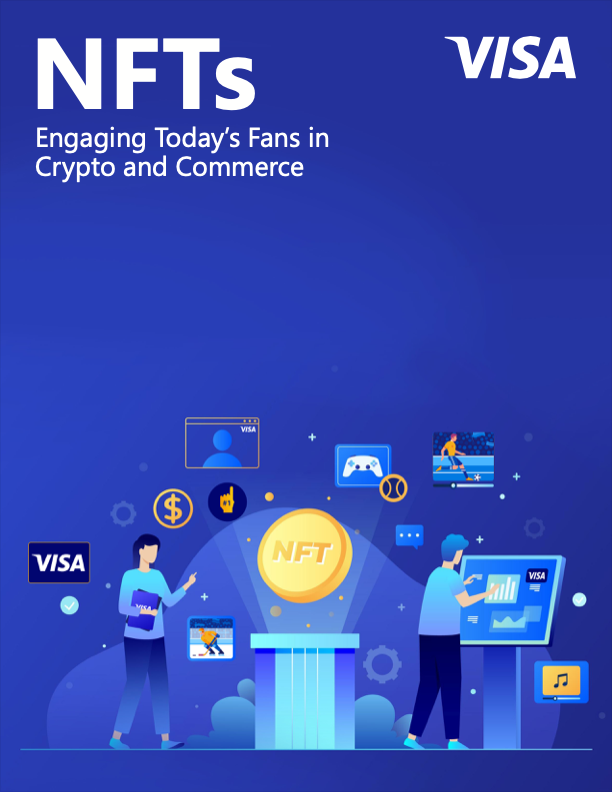 NFTs
VISA
Engaging Today's Fans in
Crypto and Commerce
VISA
NFT
VISA
VISA
VISA